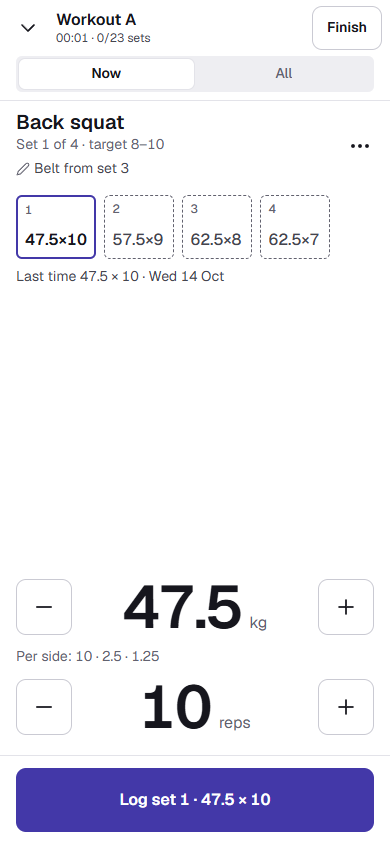 Workout A
00:01 · 0/23 sets
Finish
Now
All
Back squat
Set 1 of 4 · target 8–10
Belt from set 3
1
47.5×10
2
57.5×9
3
62.5×8
4
62.5×7
Last time 47.5 × 10 · Wed 14 Oct
47.5 kg
Per side: 10 · 2.5 · 1.25
10 reps
Log set 1 · 47.5 × 10